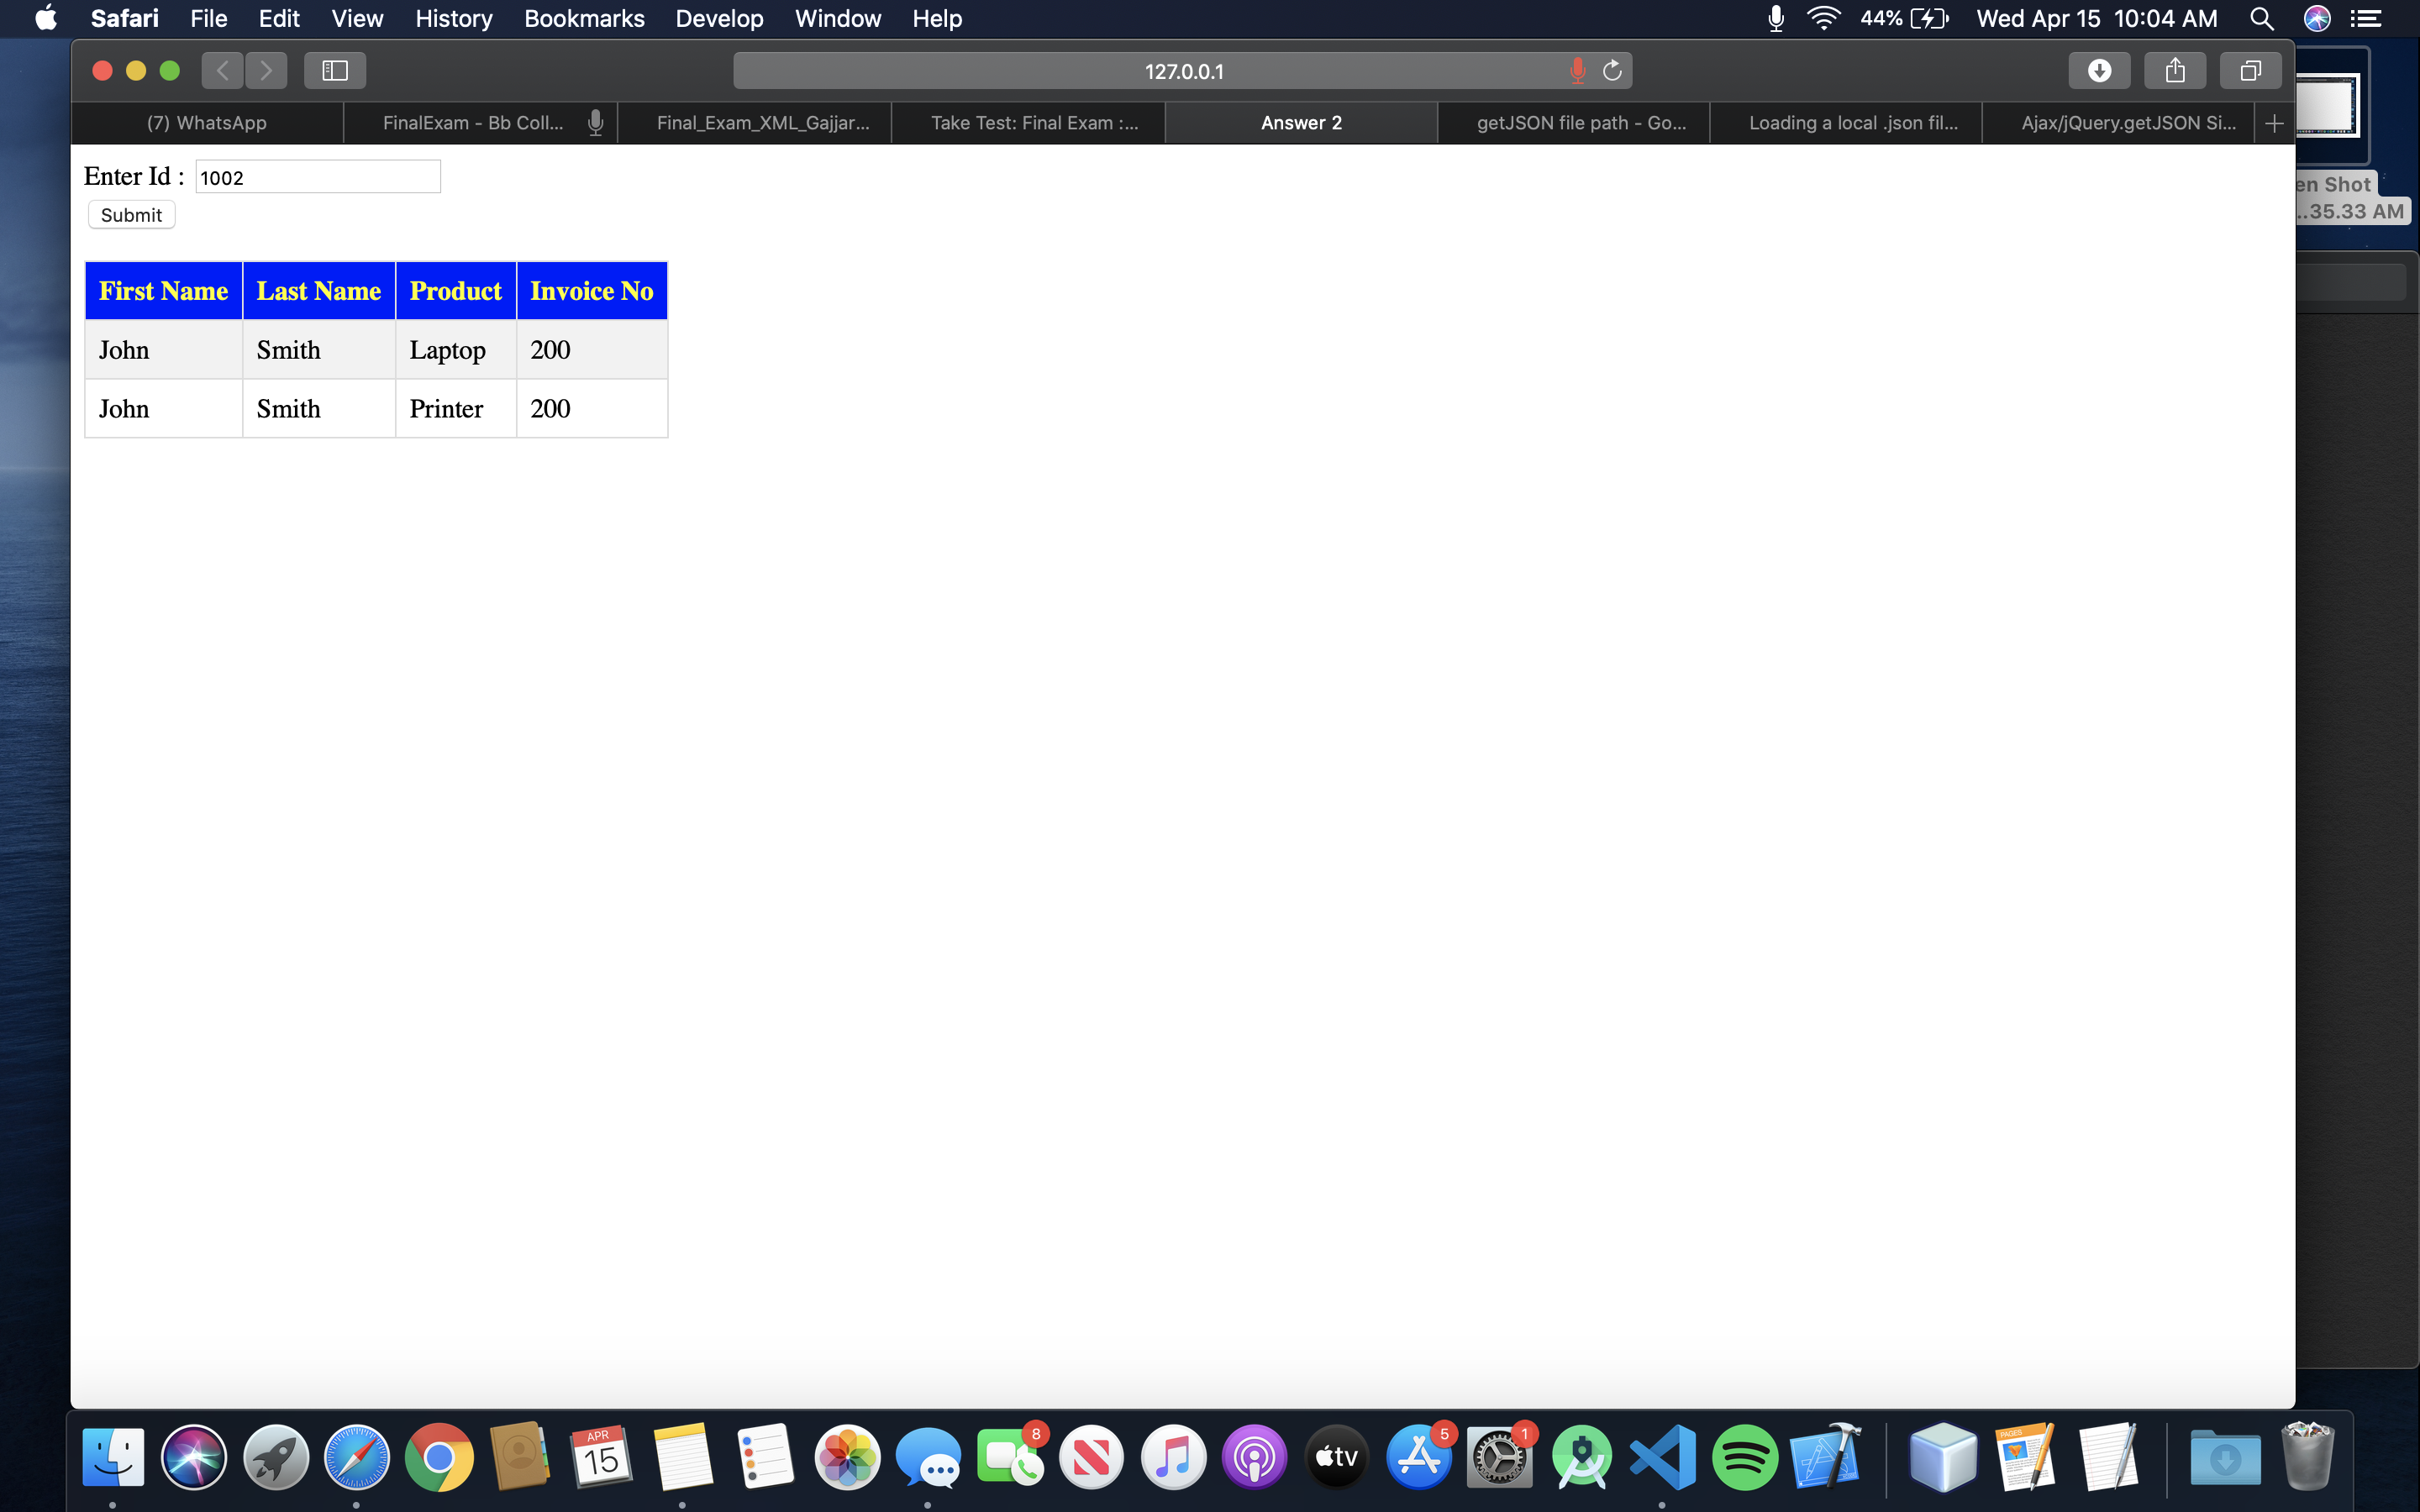 Safari File Edit View History Bookmarks Develop Window Help 44% Wed Apr 15 10:04 AM
127.0.0.1
(7) WhatsApp FinalExam - Bb Coll... Final_Exam_XML_Gajjar... Take Test: Final Exam :... Answer 2 getJSON file path - Go... Loading a local .json fil... Ajax/jQuery.getJSON Si...
Enter Id : 1002
Submit
en Shot
..35.33 AM
First Name Last Name Product Invoice No
John Smith Laptop 200
John Smith Printer 200
APR
15
8
tv
5
1
PAGES